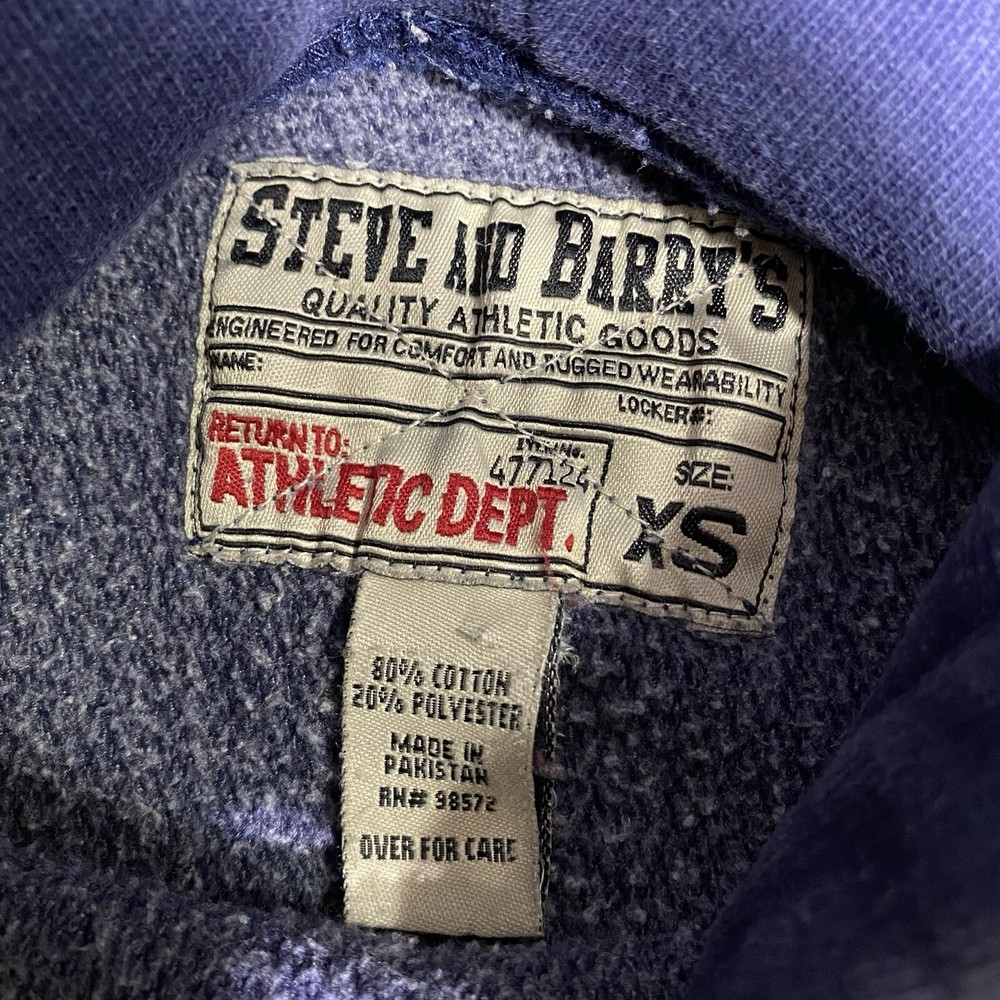 STEVE AND BARRY'S
QUALITY ATHLETIC GOODS
ENGINEERED FOR COMFORT AND RUGGED WEARABILITY
NAME:
LOCKER#:
RETURN TO:
ATHLETIC DEPT.
477124
SIZE:
XS
80% COTTON
20% POLYESTER
MADE IN
PAKISTAN
RN# 98572
OVER FOR CARE